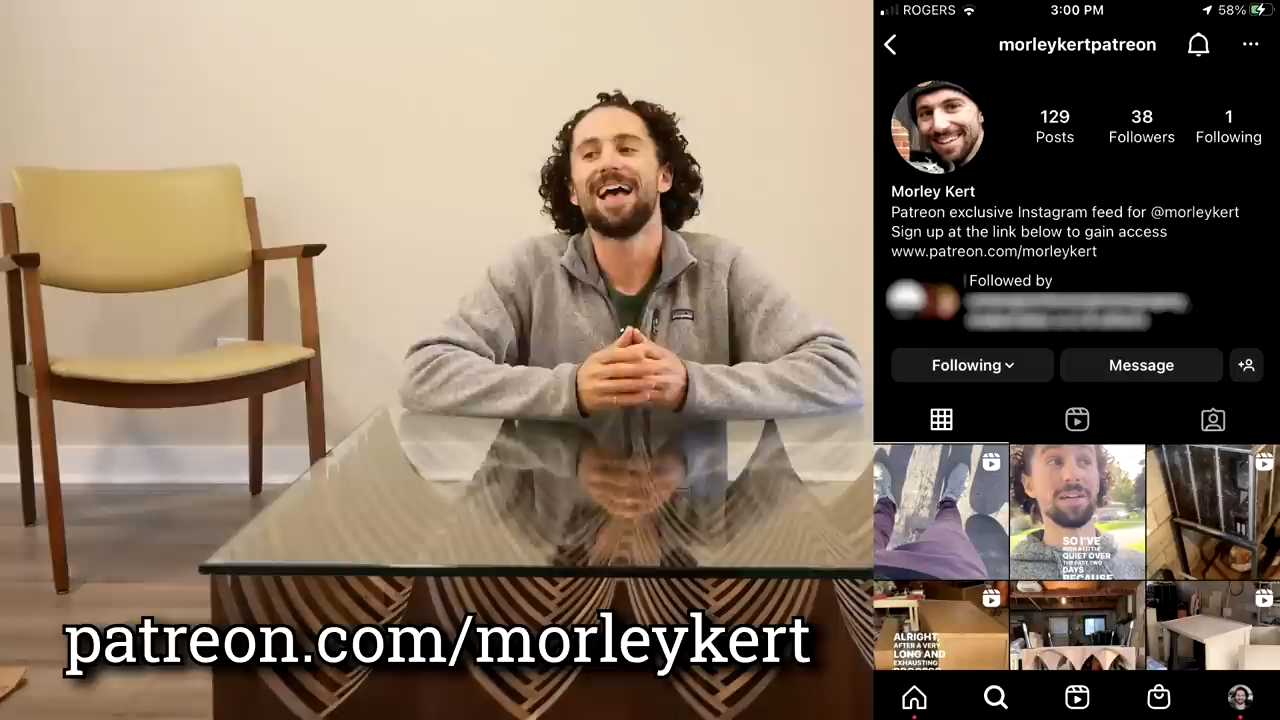 ROGERS
3:00 PM
58%
morleykertpatreon
129
38
1
Posts
Followers
Following
Morley Kert
Patreon exclusive Instagram feed for @morleykert
Sign up at the link below to gain access
www.patreon.com/morleykert
Followed by
Following
Message
SO I'VE
BEEN A LITTLE
QUIET OVER
THE PAST TWO
DAYS
BECAUSE
ALRIGHT,
AFTER A VERY
LONG AND
EXHAUSTING
patreon.com/morleykert